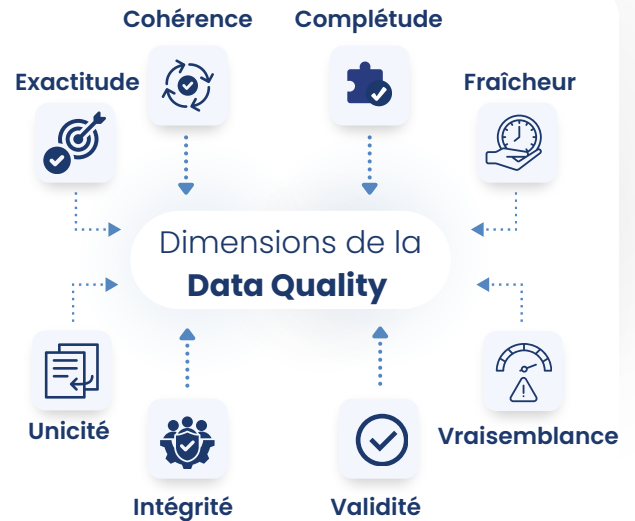 Cohérence
Complétude
Exactitude
Fraîcheur
Dimensions de la
Data Quality
Unicité
Vraisemblance
Intégrité
Validité